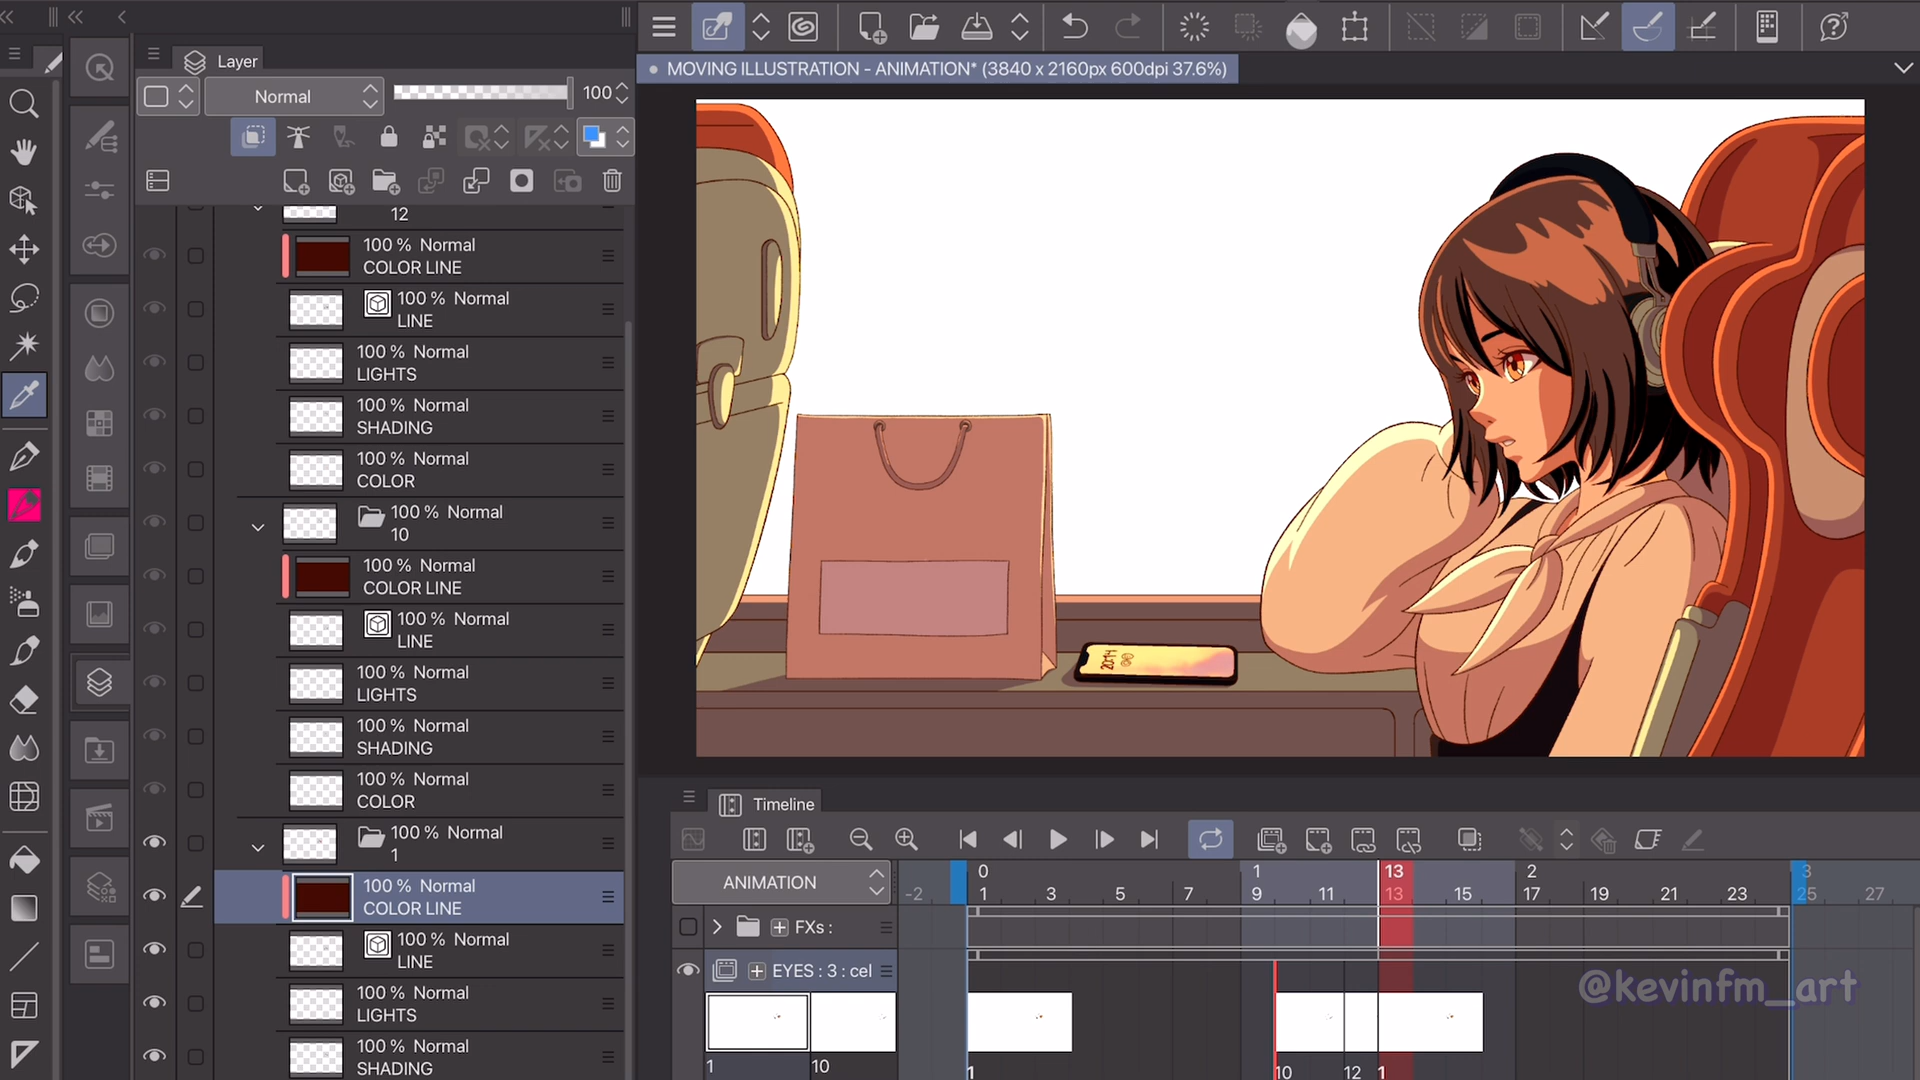 Layer
Normal
100
12
100 % Normal
COLOR LINE
100 % Normal
LINE
100 % Normal
LIGHTS
100 % Normal
SHADING
100 % Normal
COLOR
100 % Normal
10
100 % Normal
COLOR LINE
100 % Normal
LINE
100 % Normal
LIGHTS
100 % Normal
SHADING
100 % Normal
COLOR
100 % Normal
1
100 % Normal
COLOR LINE
100 % Normal
LINE
100 % Normal
LIGHTS
100 % Normal
SHADING
MOVING ILLUSTRATION - ANIMATION* (3840 x 2160px 600dpi 37.6%)
20:14
Timeline
ANIMATION
0 1 13 2 3
-2 1 3 5 7 9 11 13 15 17 19 21 23 25 27
FXs :
EYES : 3 : cel
1 10 1 10 12 1
@kevinfm_art